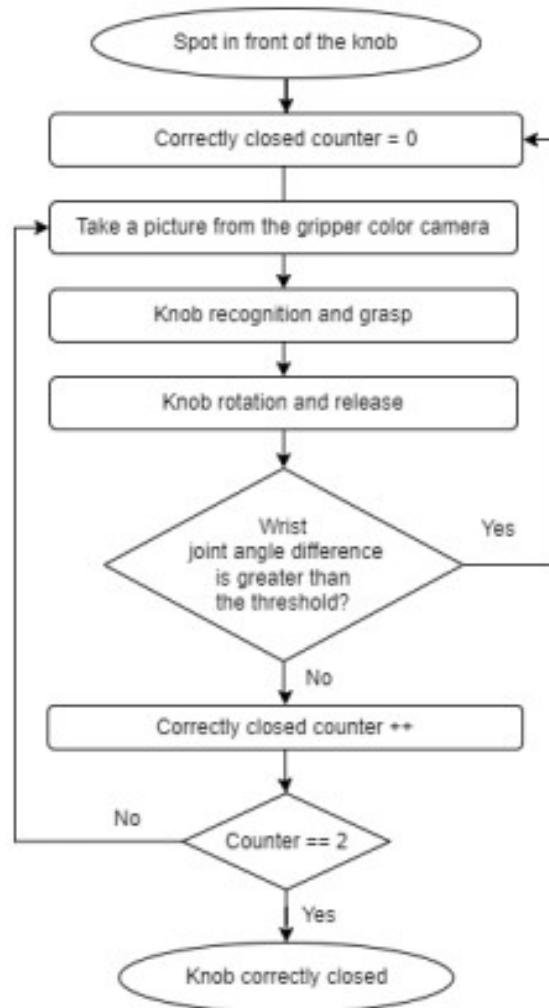 Spot in front of the knob
Correctly closed counter = 0
Take a picture from the gripper color camera
Knob recognition and grasp
Knob rotation and release
Wrist
joint angle difference
is greater than
the threshold?
Yes
No
Correctly closed counter ++
No
Counter == 2
Yes
Knob correctly closed